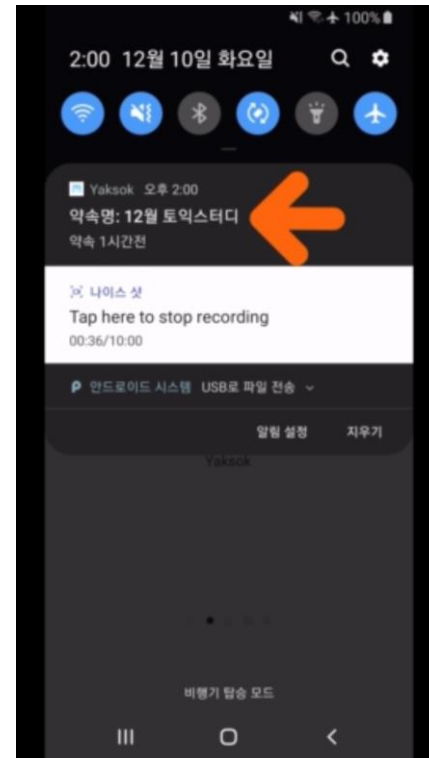 100%
2:00 12월 10일 화요일
Yaksok 오후 2:00
약속명: 12월 토익스터디
약속 1시간전
나이스 샷
Tap here to stop recording
00:36/10:00
안드로이드 시스템 USB로 파일 전송
알림 설정 지우기
Yaksok
비행기 탑승 모드